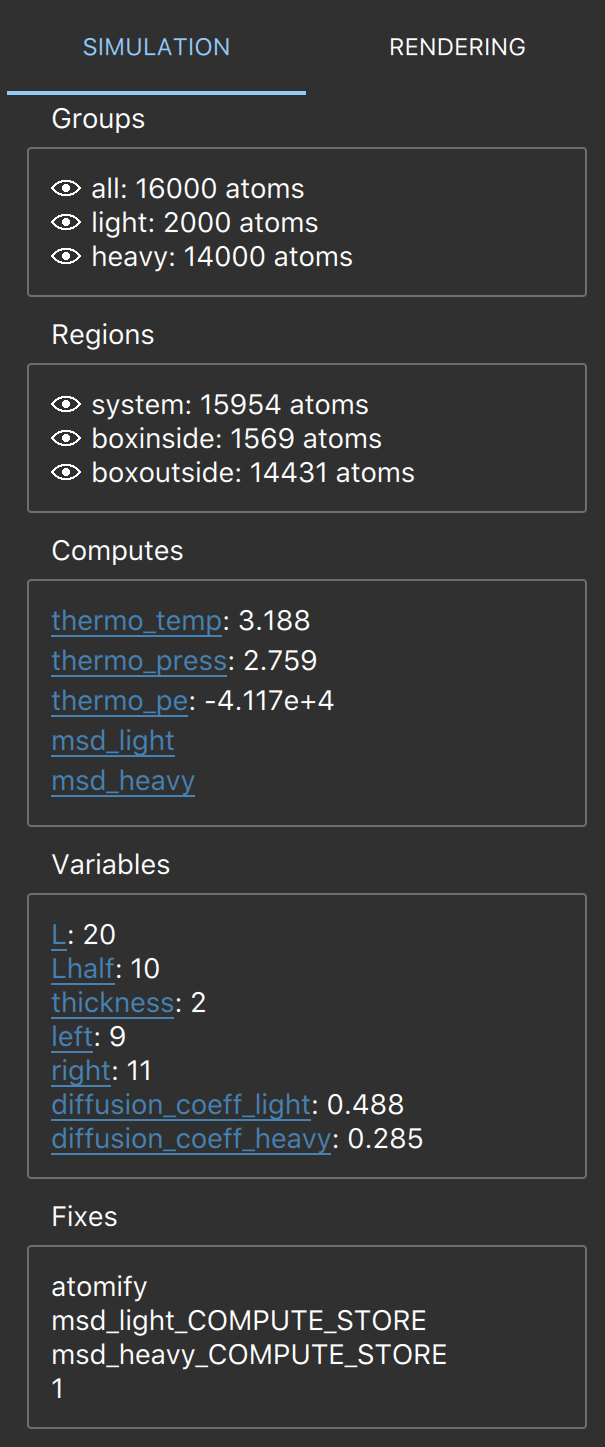 SIMULATION
RENDERING
Groups
all: 16000 atoms
light: 2000 atoms
heavy: 14000 atoms
Regions
system: 15954 atoms
boxinside: 1569 atoms
boxoutside: 14431 atoms
Computes
thermo_temp: 3.188
thermo_press: 2.759
thermo_pe: -4.117e+4
msd_light
msd_heavy
Variables
L: 20
Lhalf: 10
thickness: 2
left: 9
right: 11
diffusion_coeff_light: 0.488
diffusion_coeff_heavy: 0.285
Fixes
atomify
msd_light_COMPUTE_STORE
msd_heavy_COMPUTE_STORE
1